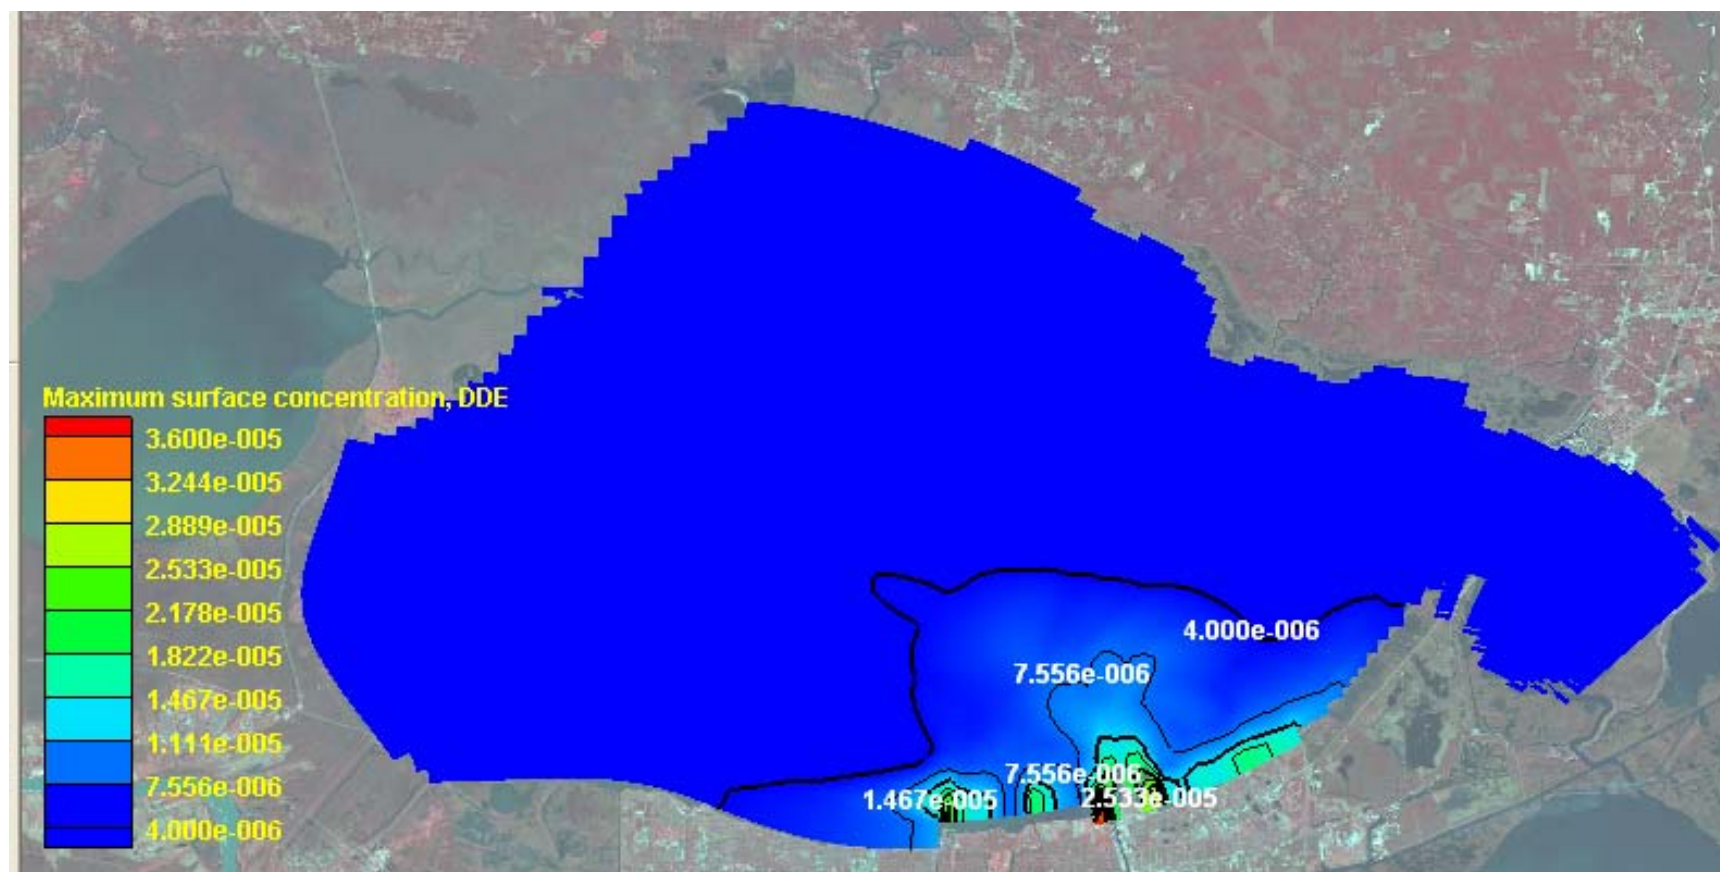 Maximum surface concentration, DDE
3.600e-005
3.244e-005
2.889e-005
2.533e-005
2.178e-005
1.822e-005
1.467e-005
1.111e-005
7.556e-006
4.000e-006
4.000e-006
7.556e-006
7.556e-006
1.467e-005
2.533e-005